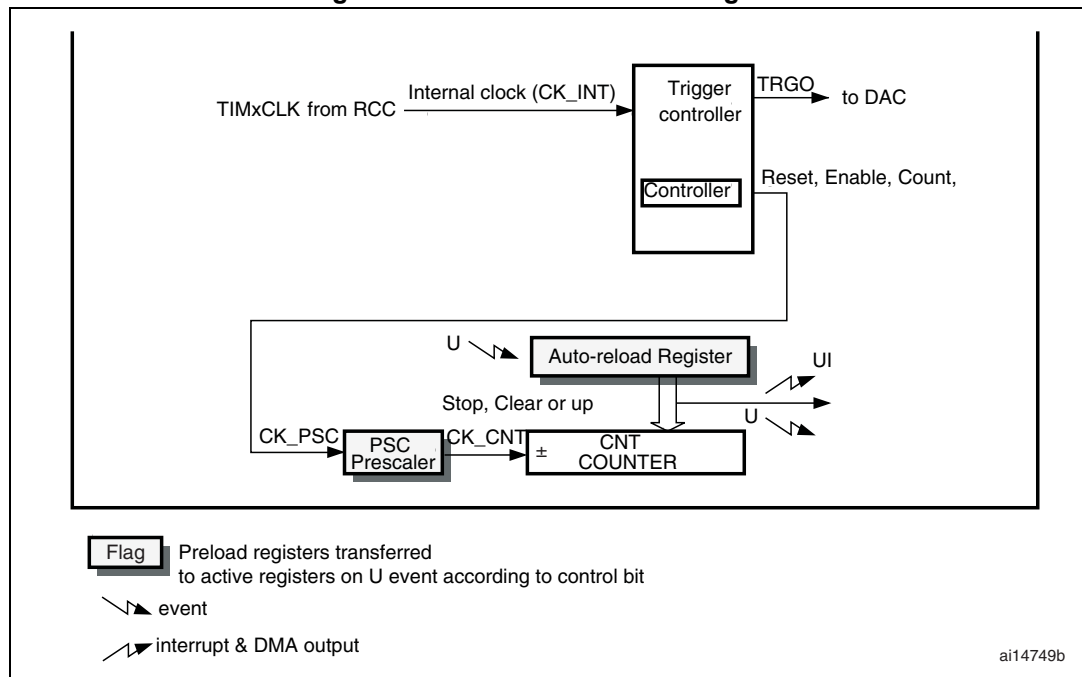 TIMxCLK from RCC
Internal clock (CK_INT)
Trigger
controller
TRGO
to DAC
Controller
Reset, Enable, Count,
U
Auto-reload Register
UI
Stop, Clear or up
U
CK_PSC
PSC
Prescaler
CK_CNT
±
CNT
COUNTER
Flag
Preload registers transferred
to active registers on U event according to control bit
event
interrupt & DMA output
ai14749b